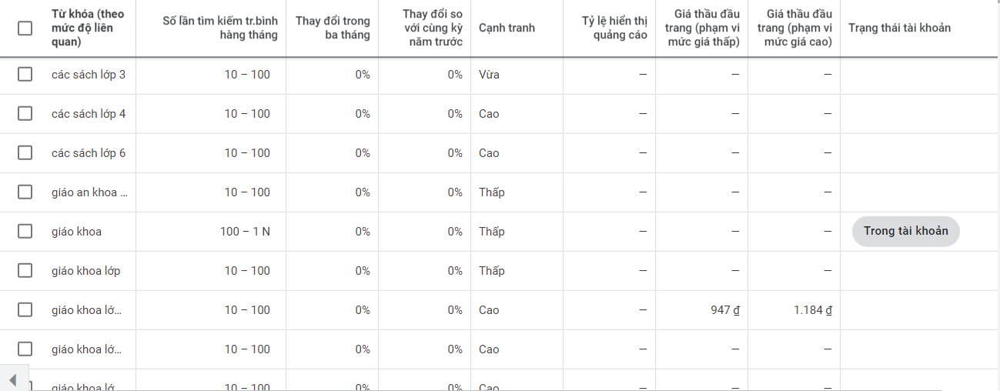 Từ khóa (theo mức độ liên quan) Số lần tìm kiếm tr.bình hàng tháng Thay đổi trong ba tháng Thay đổi so với cùng kỳ năm trước Cạnh tranh Tỷ lệ hiển thị quảng cáo Giá thầu đầu trang (phạm vi mức giá thấp) Giá thầu đầu trang (phạm vi mức giá cao) Trạng thái tài khoản
các sách lớp 3 10 – 100 0% 0% Vừa — — —
các sách lớp 4 10 – 100 0% 0% Cao — — —
các sách lớp 6 10 – 100 0% 0% Cao — — —
giáo an khoa ... 10 – 100 0% 0% Thấp — — —
giáo khoa 100 – 1 N 0% 0% Thấp — — — Trong tài khoản
giáo khoa lớp 10 – 100 0% 0% Thấp — — —
giáo khoa lớ... 10 – 100 0% 0% Cao — 947 ₫ 1.184 ₫
giáo khoa lớ... 10 – 100 0% 0% Cao — — —
giáo khoa lớ... 10 – 100 0% 0% Cao — — —